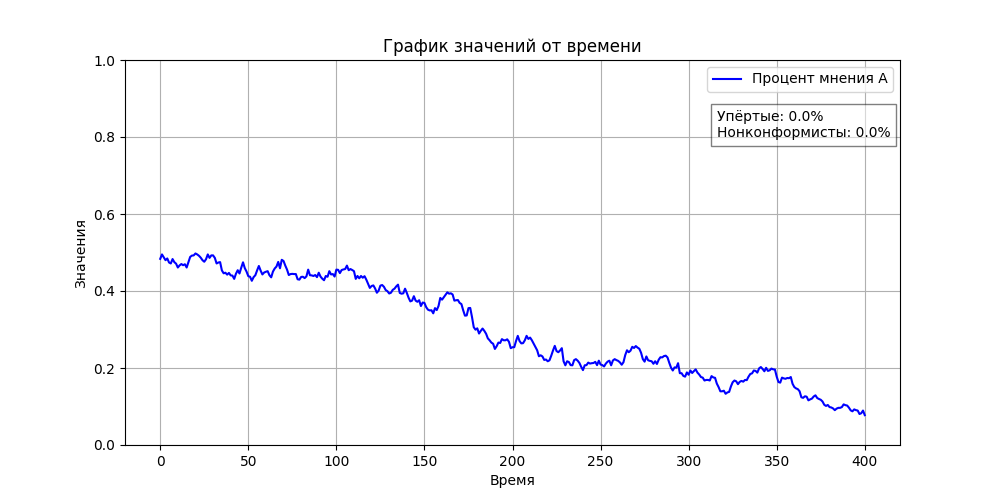 График значений от времени
1.0
0.8
0.6
0.4
0.2
0.0
Значения
Процент мнения A
Упёртые: 0.0%
Нонконформисты: 0.0%
0 50 100 150 200 250 300 350 400
Время